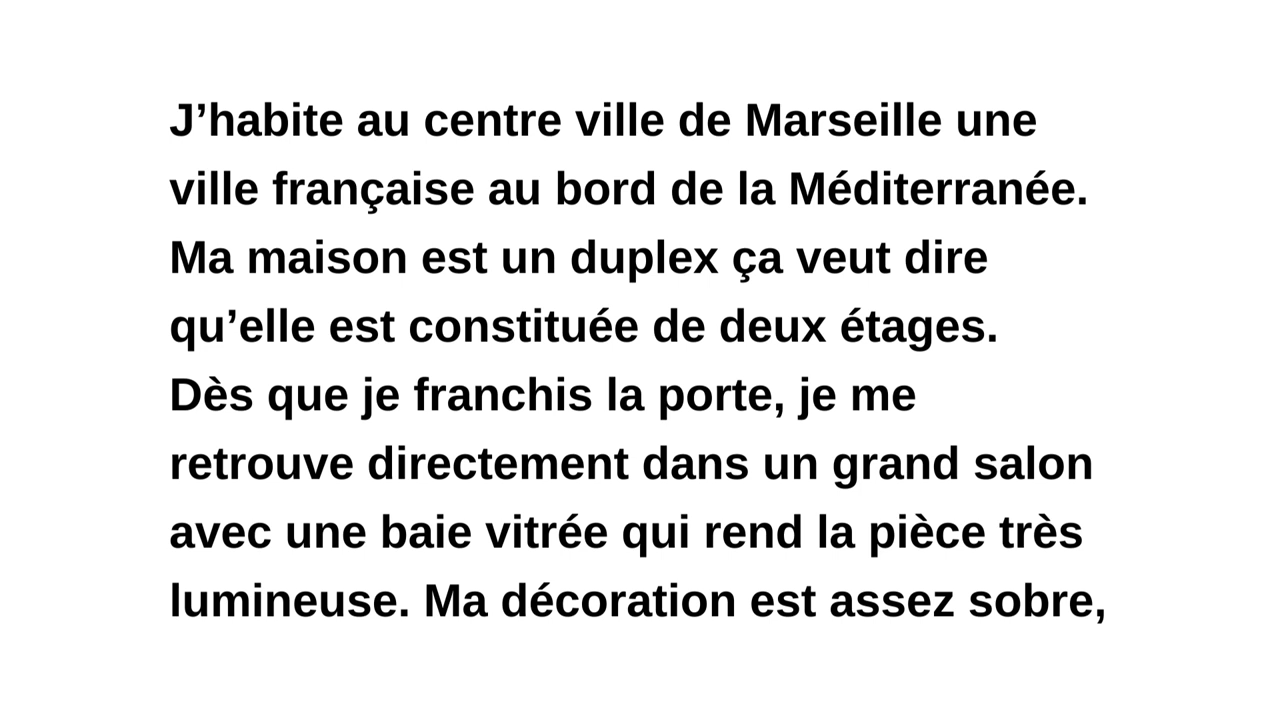 J’habite au centre ville de Marseille une
ville française au bord de la Méditerranée.
Ma maison est un duplex ça veut dire
qu’elle est constituée de deux étages.
Dès que je franchis la porte, je me
retrouve directement dans un grand salon
avec une baie vitrée qui rend la pièce très
lumineuse. Ma décoration est assez sobre,